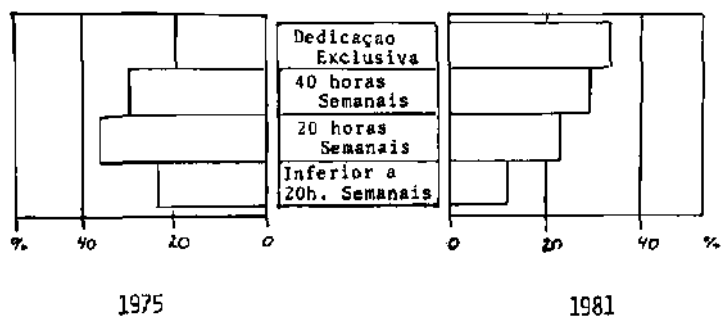 Dedicaçao
Exclusiva
40 horas
Semanais
20 horas
Semanais
Inferior a
20h. Semanais
% 40 20 0
0 20 40 %
1975
1981